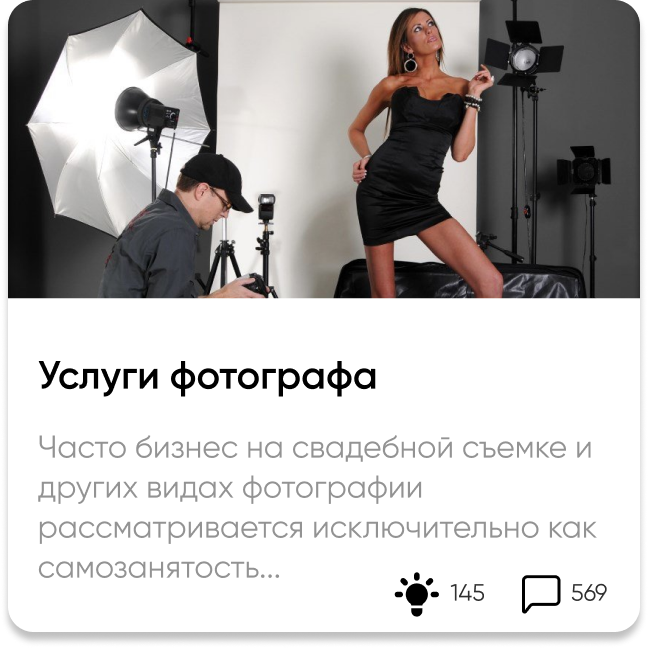 Услуги фотографа
Часто бизнес на свадебной съемке и
других видах фотографии
рассматривается исключительно как
самозанятость...
145 569